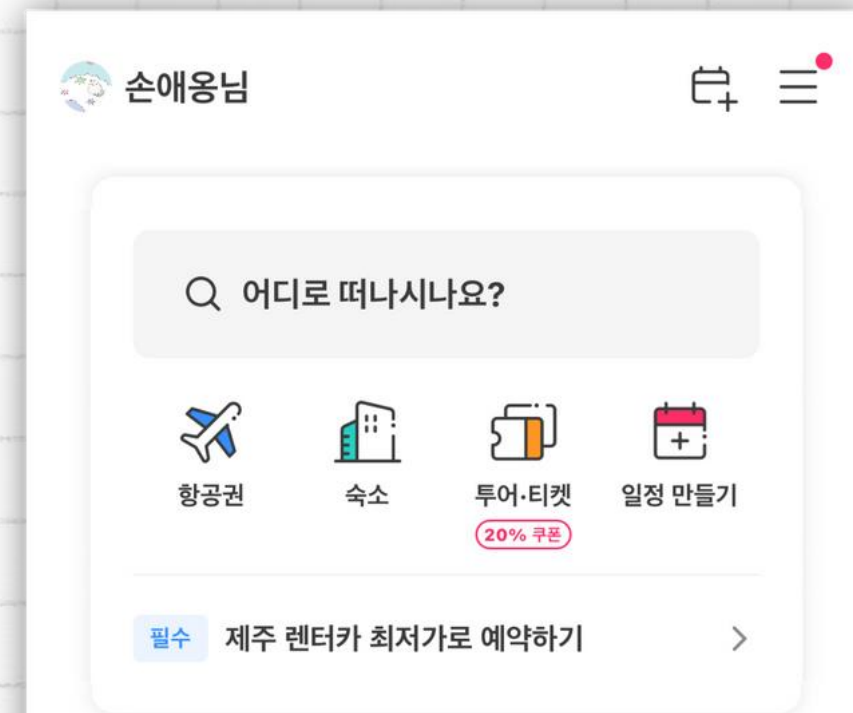 손애옹님
어디로 떠나시나요?
항공권 숙소 투어·티켓 일정 만들기
20% 쿠폰
필수 제주 렌터카 최저가로 예약하기